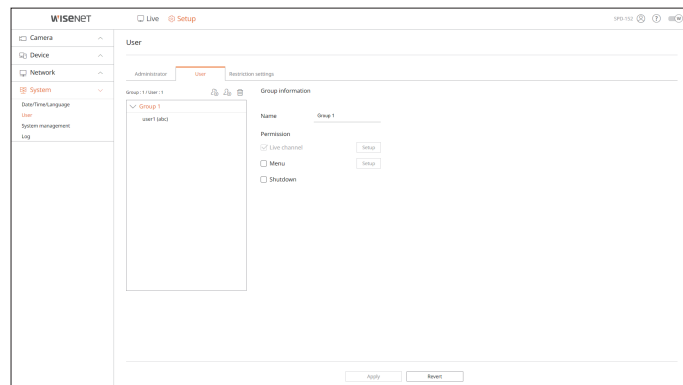 WISENET
Live
Setup
SPD-152
Camera
Device
Network
System
Date/Time/Language
User
System management
Log
User
Administrator
User
Restriction settings
Group : 1 / User : 1
Group 1
user1 (abc)
Group information
Name
Group 1
Permission
Live channel
Setup
Menu
Setup
Shutdown
Apply
Revert